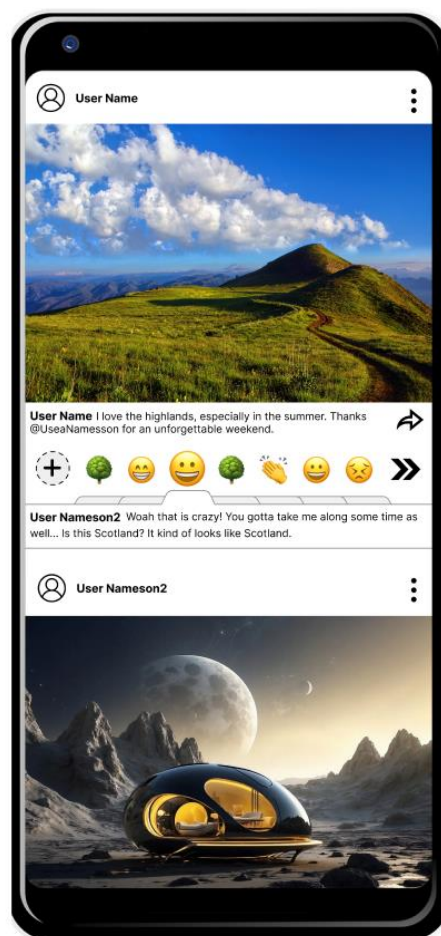 User Name
User Name I love the highlands, especially in the summer. Thanks
@UseaNamesson for an unforgettable weekend.
User Nameson2 Woah that is crazy! You gotta take me along some time as
well... Is this Scotland? It kind of looks like Scotland.
User Nameson2